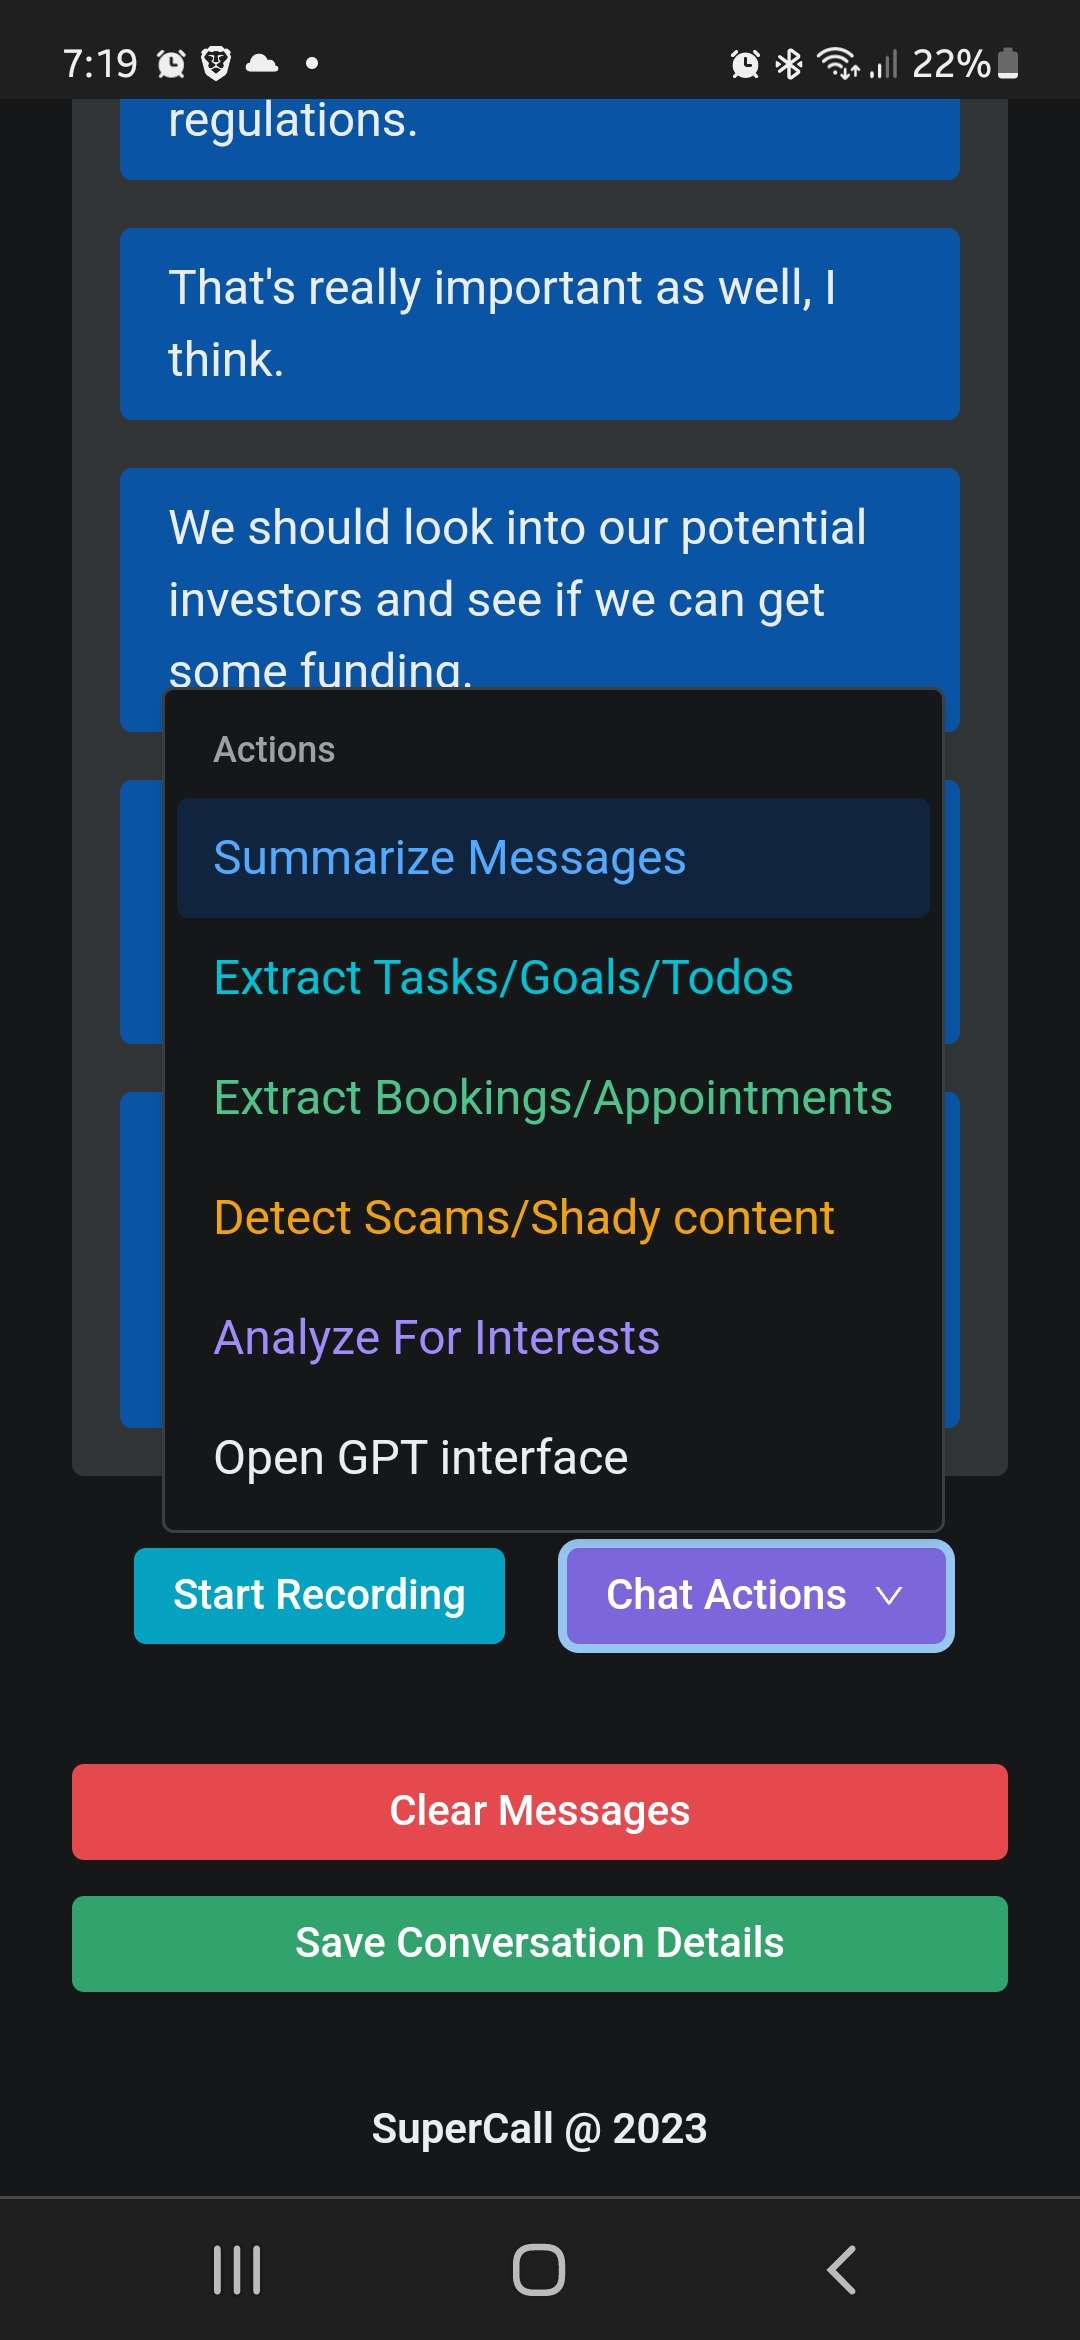 7:19
22%
regulations.
That's really important as well, I
think.
We should look into our potential
investors and see if we can get
some funding.
Actions
Summarize Messages
Extract Tasks/Goals/Todos
Extract Bookings/Appointments
Detect Scams/Shady content
Analyze For Interests
Open GPT interface
Start Recording
Chat Actions
Clear Messages
Save Conversation Details
SuperCall @ 2023